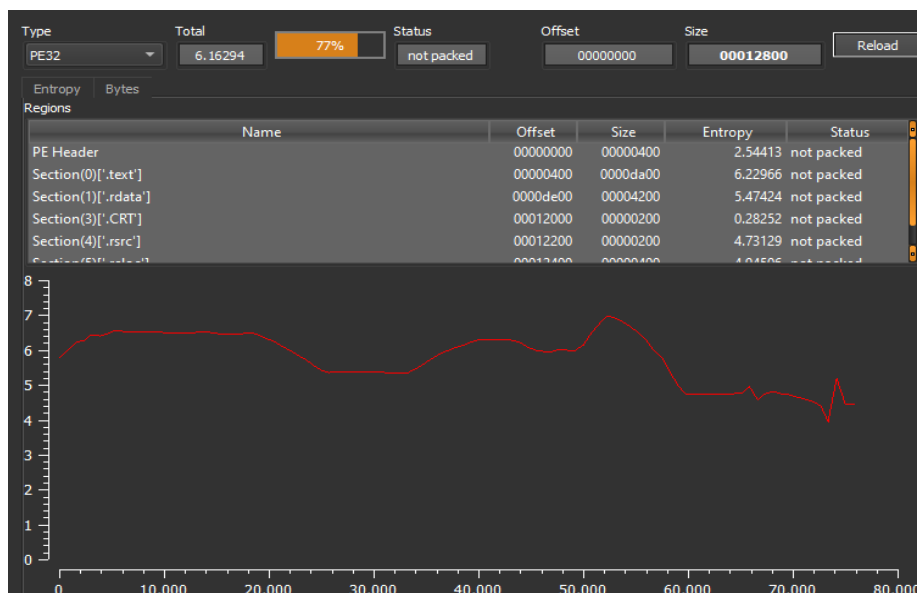 Type Total Status Offset Size
PE32 6.16294 77% not packed 00000000 00012800 Reload
Entropy Bytes
Regions
Name Offset Size Entropy Status
PE Header 00000000 00000400 2.54413 not packed
Section(0)['.text'] 00000400 0000da00 6.22966 not packed
Section(1)['.rdata'] 0000de00 00004200 5.47424 not packed
Section(3)['.CRT'] 00012000 00000200 0.28252 not packed
Section(4)['.rsrc'] 00012200 00000200 4.73129 not packed
8
7
6
5
4
3
2
1
0
0 10.000 20.000 30.000 40.000 50.000 60.000 70.000 80.000